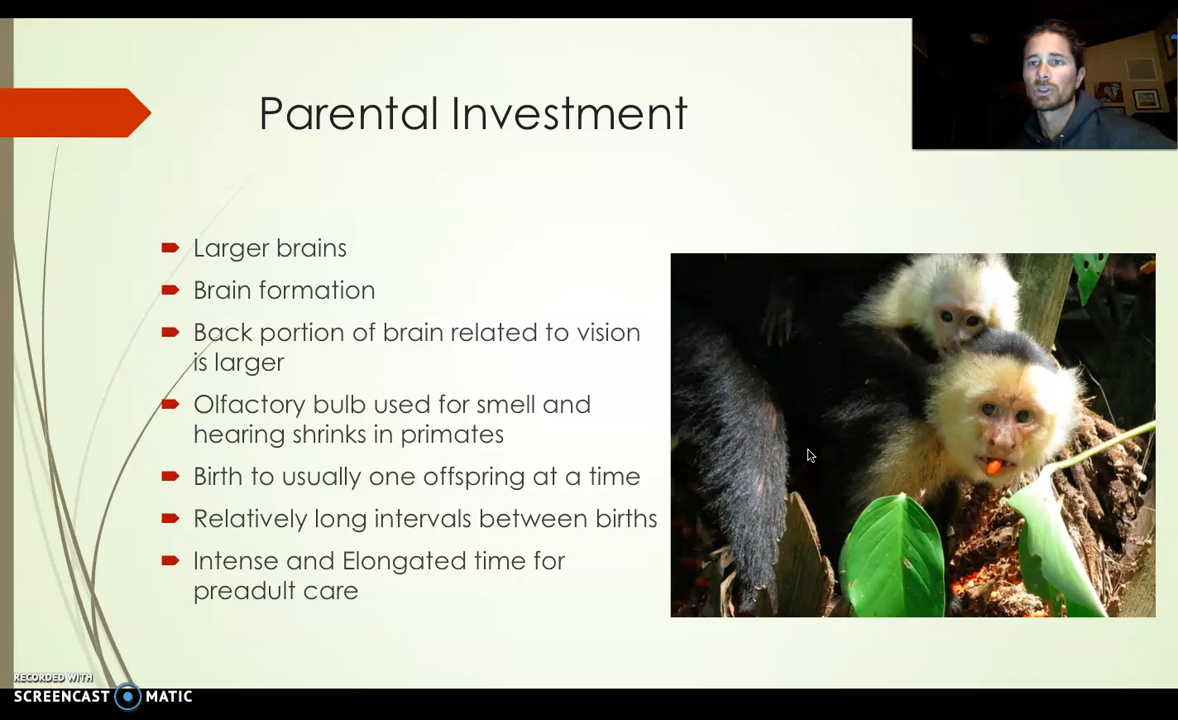 Parental Investment
Larger brains
Brain formation
Back portion of brain related to vision
is larger
Olfactory bulb used for smell and
hearing shrinks in primates
Birth to usually one offspring at a time
Relatively long intervals between births
Intense and Elongated time for
preadult care
RECORDED WITH
SCREENCAST MATIC